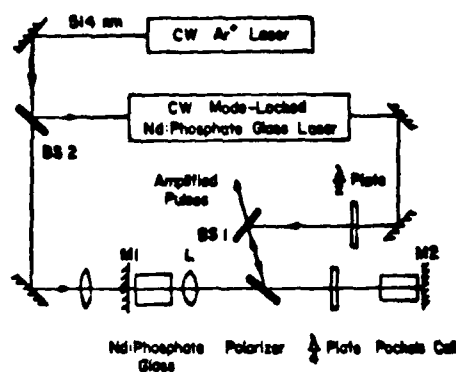 514 nm
CW Ar⁺ Laser
CW Mode-Locked
Nd:Phosphate Glass Laser
BS 2
Amplified
Pulses
λ/2 Plate
BS 1
M1
L
M2
Nd:Phosphate
Glass
Polarizer
λ/4 Plate
Pockels Cell